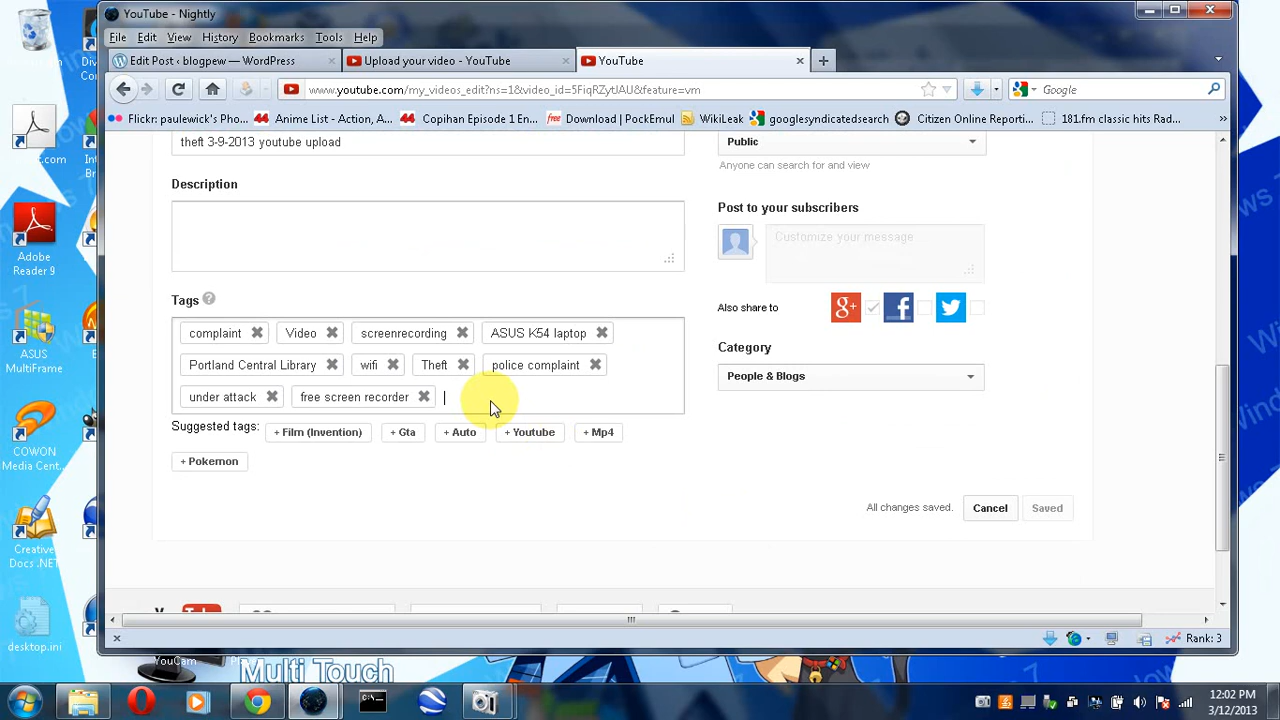 YouTube - Nightly
File Edit View History Bookmarks Tools Help
Edit Post ‹ blogpew — WordPress
Upload your video - YouTube
YouTube
www.youtube.com/my_videos_edit?ns=1&video_id=5FiqRZytJAU&feature=vm
Google
Flickr: paulewick's Pho...
Anime List - Action, A...
Copihan Episode 1 En...
free Download | PockEmul
WikiLeak
googlesyndicatedsearch
Citizen Online Reportin...
181.fm classic hits Rad...
theft 3-9-2013 youtube upload
Public
Anyone can search for and view
Description
Post to your subscribers
Customize your message
Tags ?
Also share to
complaint Video screenrecording ASUS K54 laptop
Portland Central Library wifi Theft police complaint
under attack free screen recorder
Category
People & Blogs
Suggested tags: + Film (Invention) + Gta + Auto + Youtube + Mp4
+ Pokemon
All changes saved.
Cancel
Saved
Rank: 3
Adobe
Reader 9
ASUS
MultiFrame
COWON
Media Cent...
Creative
Docs .NET
desktop.ini
YouCam
Multi Touch
12:02 PM
3/12/2013